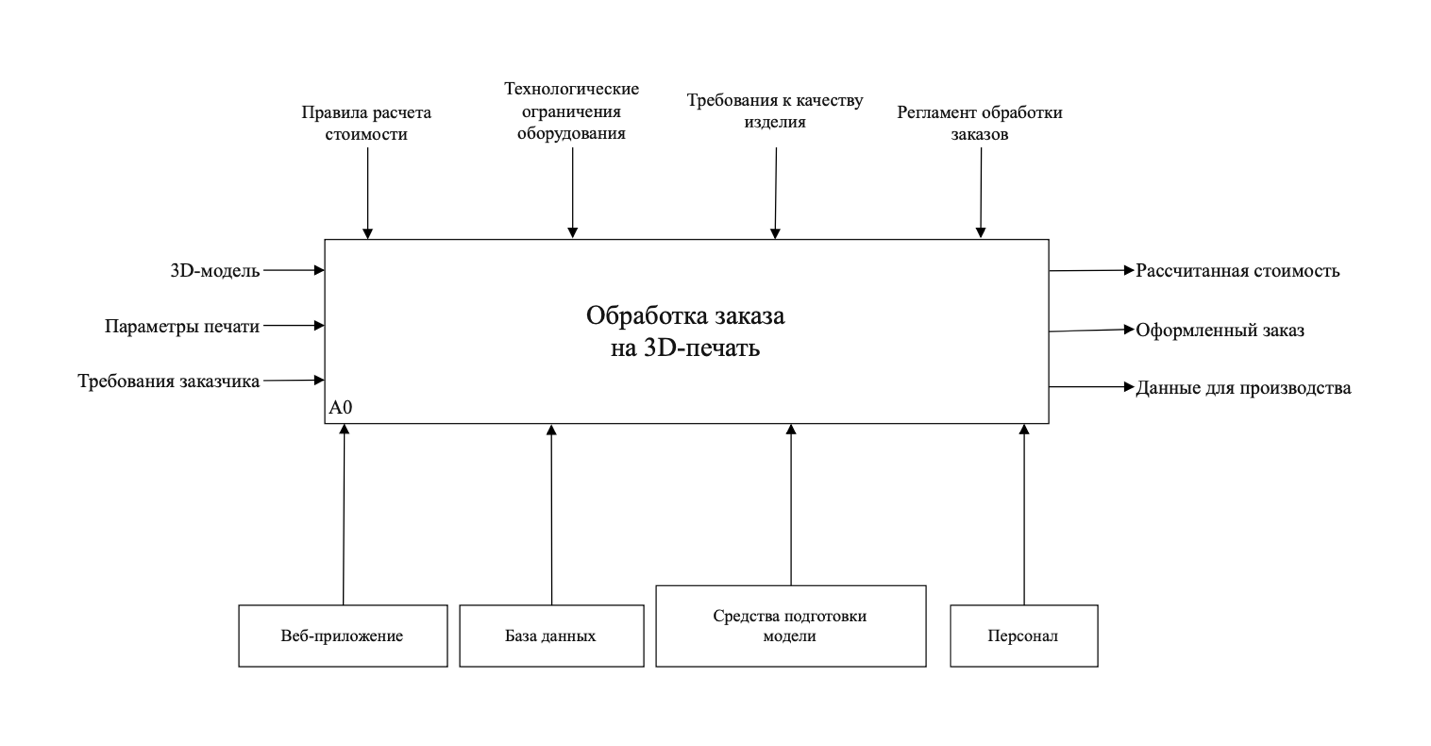 Правила расчета
стоимости
Технологические
ограничения
оборудования
Требования к качеству
изделия
Регламент обработки
заказов
3D-модель
Параметры печати
Требования заказчика
Обработка заказа
на 3D-печать
A0
Рассчитанная стоимость
Оформленный заказ
Данные для производства
Веб-приложение
База данных
Средства подготовки
модели
Персонал